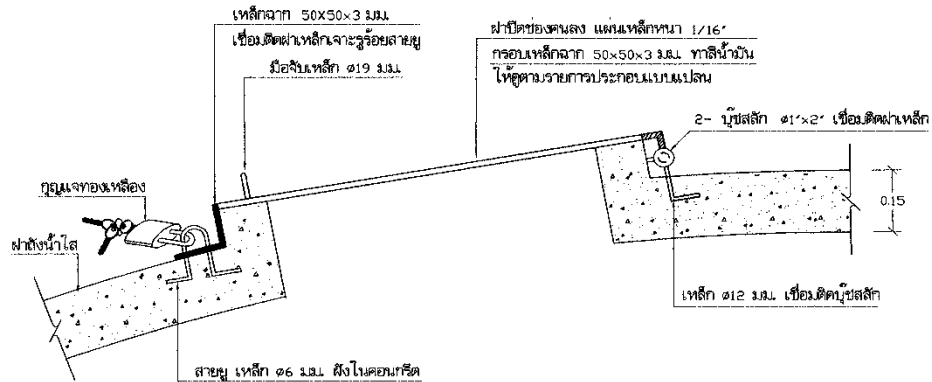 เหล็กฉาก 50x50x3 มม.
เชื่อมติดฝาเหล็กเจาะรูร้อยสายยู
มือจับเหล็ก ø19 มม.
ฝาปิดช่องคนลง แผ่นเหล็กหนา 1/16"
กรอบเหล็กฉาก 50x50x3 มม. ทาสีน้ำมัน
ให้ดูตามรายการประกอบแบบแปลน
2- บุ๊ชสลัก ø1"x2" เชื่อมติดฝาเหล็ก
กุญแจทองเหลือง
0.15
ฝาถังน้ำใส
เหล็ก ø12 มม. เชื่อมติดบุ๊ชสลัก
สายยู เหล็ก ø6 มม. ฝังในคอนกรีต